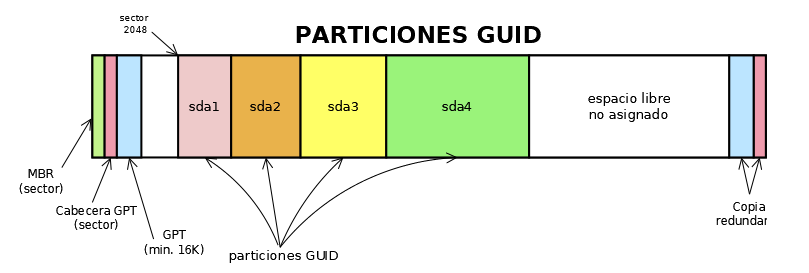 PARTICIONES GUID
sector
2048
sda1
sda2
sda3
sda4
espacio libre
no asignado
MBR
(sector)
Cabecera GPT
(sector)
GPT
(min. 16K)
particiones GUID
Copia